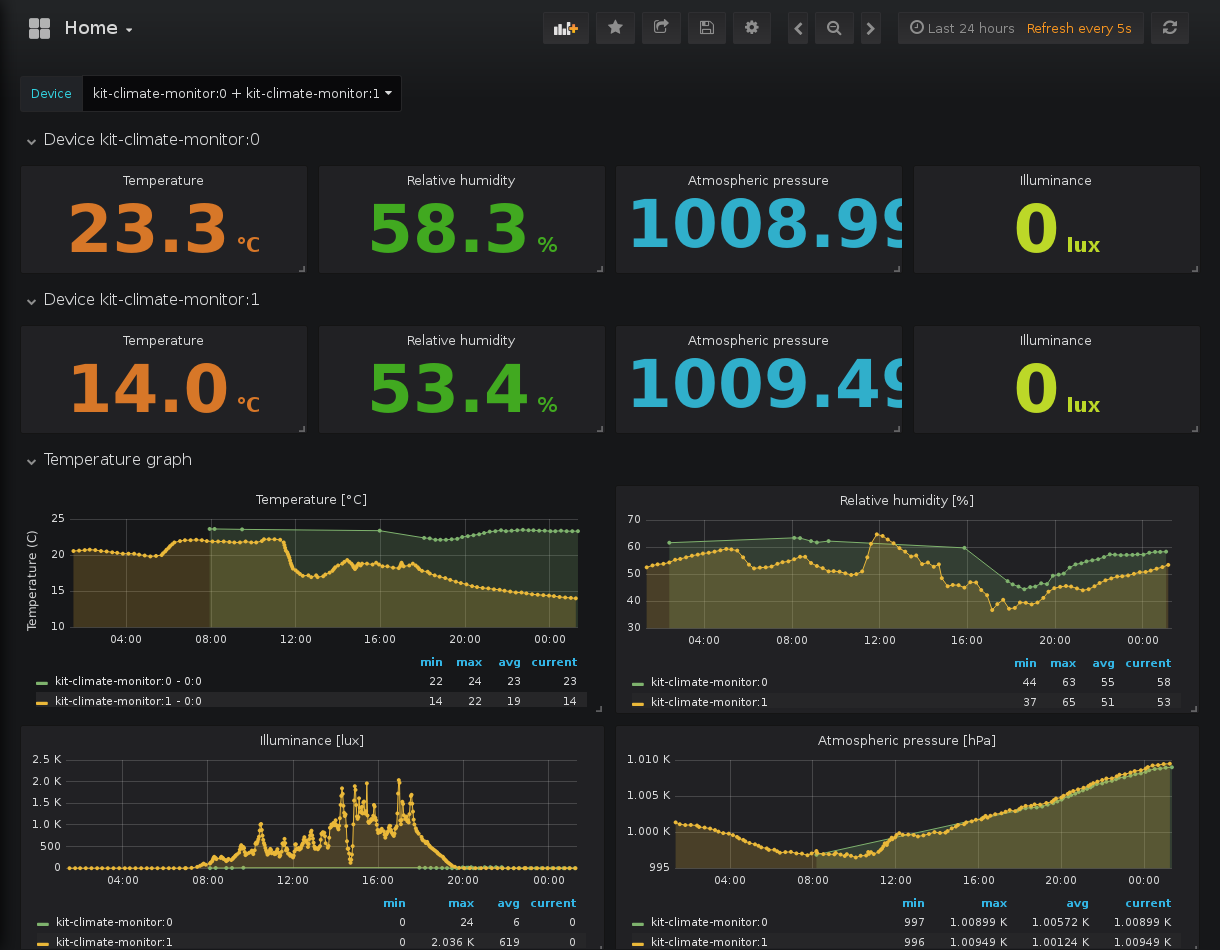 Home
Last 24 hours Refresh every 5s
Device kit-climate-monitor:0 + kit-climate-monitor:1
Device kit-climate-monitor:0
Temperature Relative humidity Atmospheric pressure Illuminance
23.3 °C 58.3 % 1008.99 0 lux
Device kit-climate-monitor:1
Temperature Relative humidity Atmospheric pressure Illuminance
14.0 °C 53.4 % 1009.49 0 lux
Temperature graph
Temperature [°C]
Temperature (C)
25
20
15
10
04:00 08:00 12:00 16:00 20:00 00:00
min max avg current
kit-climate-monitor:0 - 0:0 22 24 23 23
kit-climate-monitor:1 - 0:0 14 22 19 14
Relative humidity [%]
70
60
50
40
30
04:00 08:00 12:00 16:00 20:00 00:00
min max avg current
kit-climate-monitor:0 44 63 55 58
kit-climate-monitor:1 37 65 51 53
Illuminance [lux]
2.5 K
2.0 K
1.5 K
1.0 K
500
0
04:00 08:00 12:00 16:00 20:00 00:00
min max avg current
kit-climate-monitor:0 0 24 6 0
kit-climate-monitor:1 0 2.036 K 619 0
Atmospheric pressure [hPa]
1.010 K
1.005 K
1.000 K
995
04:00 08:00 12:00 16:00 20:00 00:00
min max avg current
kit-climate-monitor:0 997 1.00899 K 1.00572 K 1.00899 K
kit-climate-monitor:1 996 1.00949 K 1.00124 K 1.00949 K